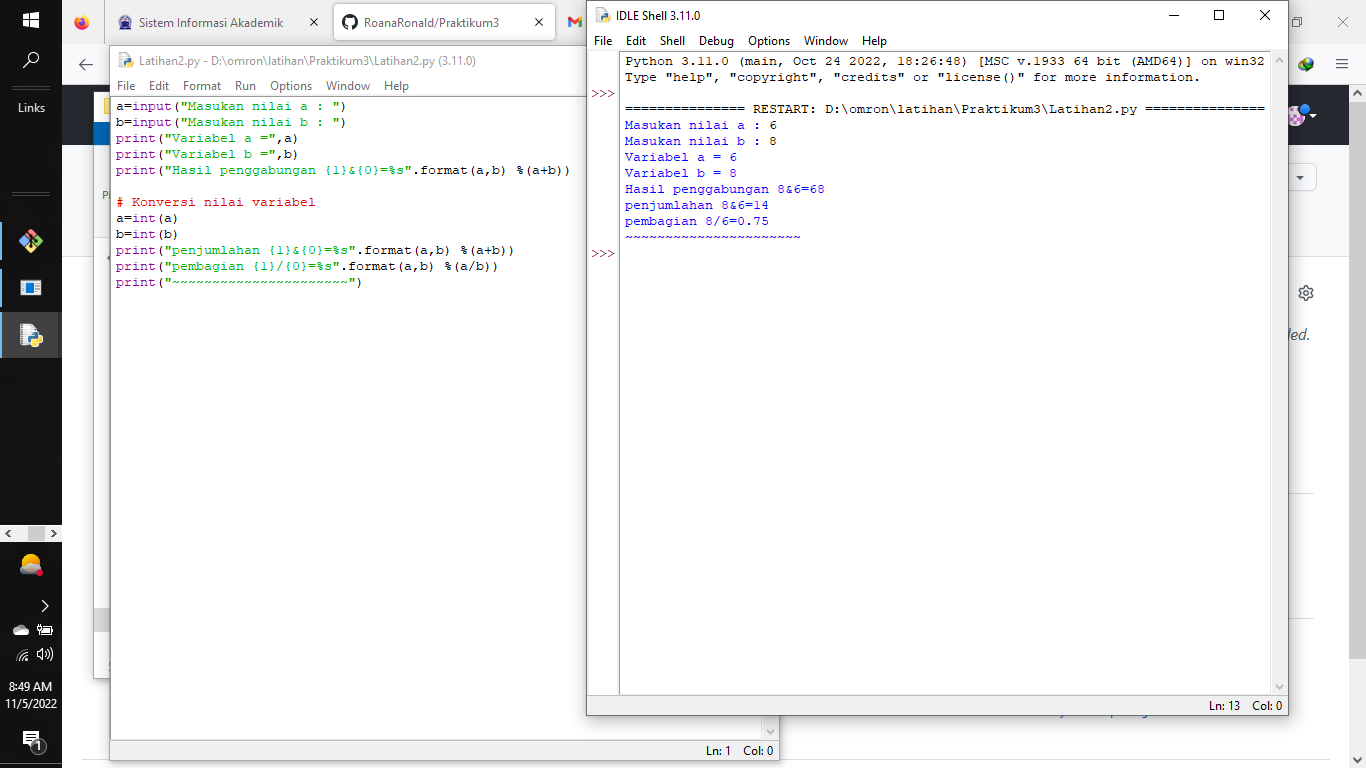 Links
8:49 AM
11/5/2022
1
Sistem Informasi Akademik
RoanaRonald/Praktikum3
Latihan2.py - D:\omron\latihan\Praktikum3\Latihan2.py (3.11.0)
File Edit Format Run Options Window Help
a=input("Masukan nilai a : ")
b=input("Masukan nilai b : ")
print("Variabel a =",a)
print("Variabel b =",b)
print("Hasil penggabungan {1}&{0}=%s".format(a,b) %(a+b))
# Konversi nilai variabel
a=int(a)
b=int(b)
print("penjumlahan {1}&{0}=%s".format(a,b) %(a+b))
print("pembagian {1}/{0}=%s".format(a,b) %(a/b))
print("~~~~~~~~~~~~~~~~~~~~~~")
Ln: 1 Col: 0
IDLE Shell 3.11.0
File Edit Shell Debug Options Window Help
Python 3.11.0 (main, Oct 24 2022, 18:26:48) [MSC v.1933 64 bit (AMD64)] on win32
Type "help", "copyright", "credits" or "license()" for more information.
>>>
=============== RESTART: D:\omron\latihan\Praktikum3\Latihan2.py ===============
Masukan nilai a : 6
Masukan nilai b : 8
Variabel a = 6
Variabel b = 8
Hasil penggabungan 8&6=68
penjumlahan 8&6=14
pembagian 8/6=0.75
~~~~~~~~~~~~~~~~~~~~~~
>>>
Ln: 13 Col: 0
led.